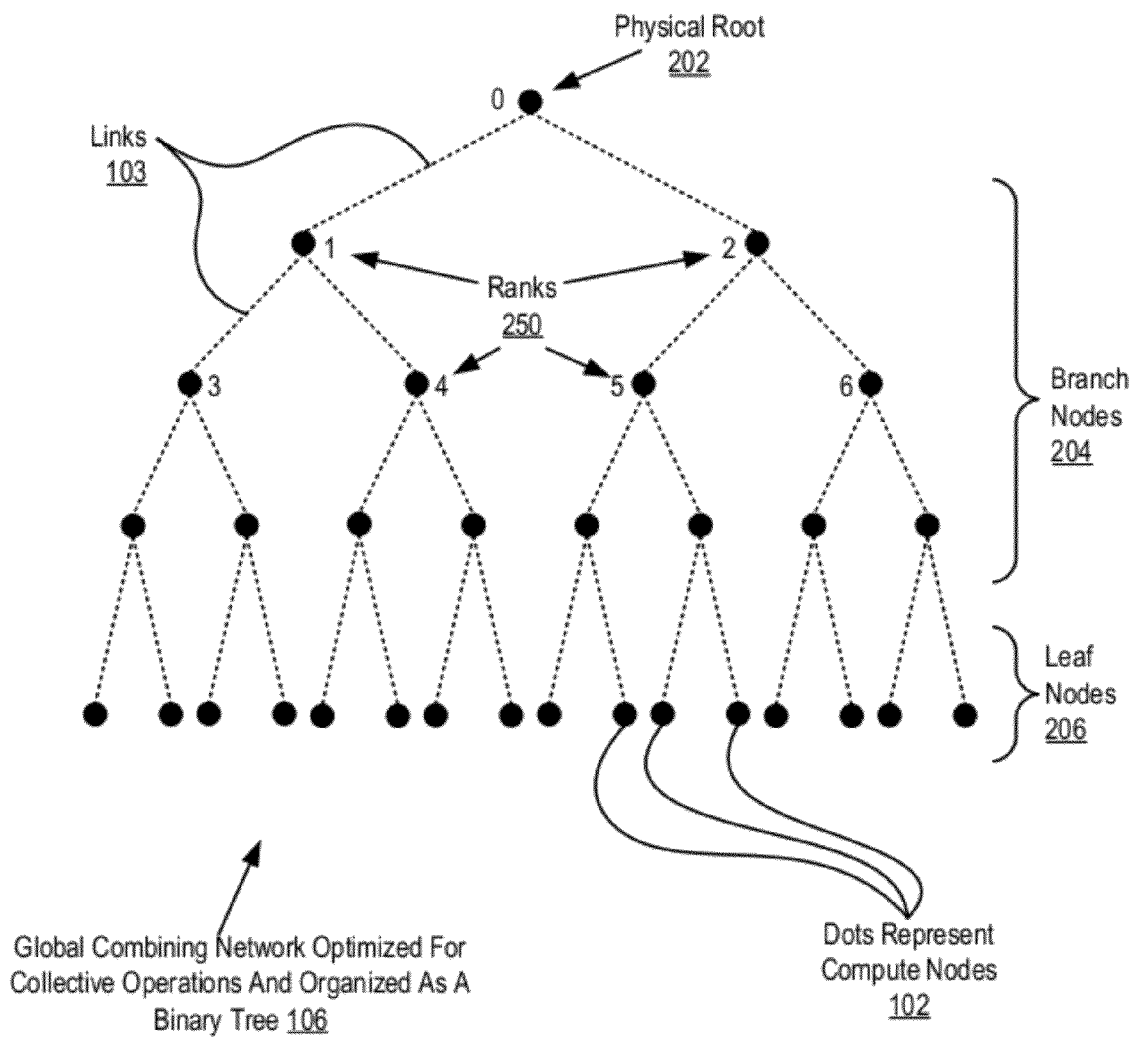 Physical Root
202
0
Links
103
1
2
Ranks
250
3
4
5
6
Branch
Nodes
204
Leaf
Nodes
206
Global Combining Network Optimized For
Collective Operations And Organized As A
Binary Tree 106
Dots Represent
Compute Nodes
102